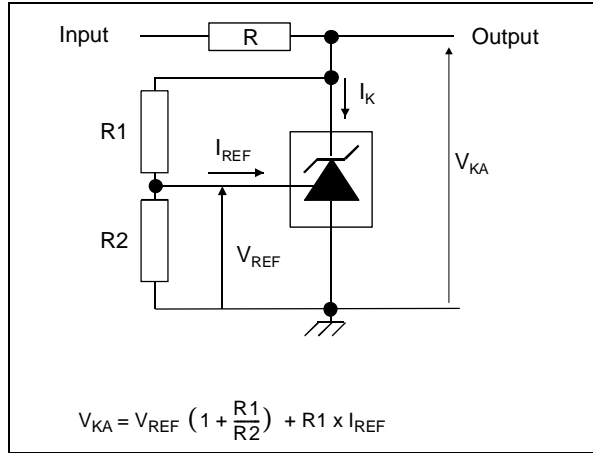 Input R Output
I_K
R1
I_REF
V_KA
R2
V_REF
V_KA = V_REF ( 1 + R1/R2 ) + R1 x I_REF